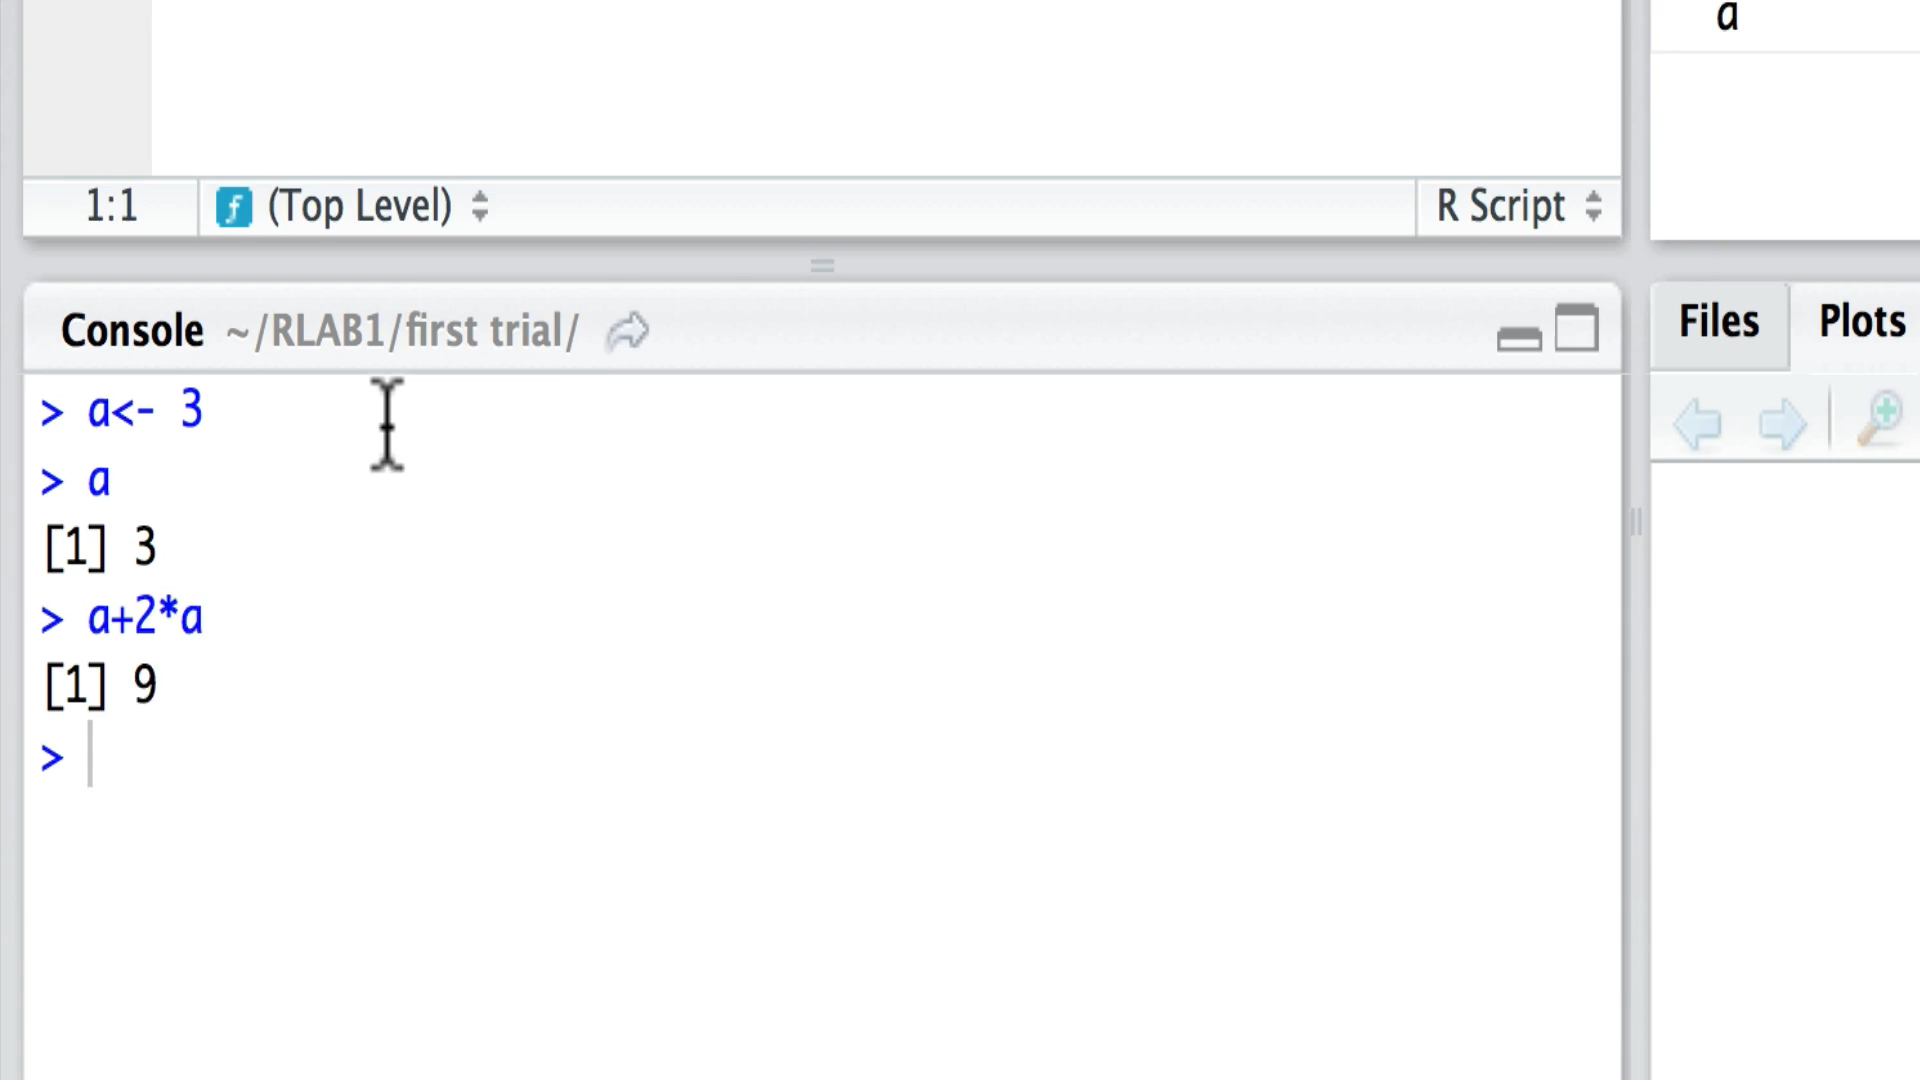 a
1:1 (Top Level) R Script
Console ~/RLAB1/first trial/
Files Plots
> a<- 3
> a
[1] 3
> a+2*a
[1] 9
>